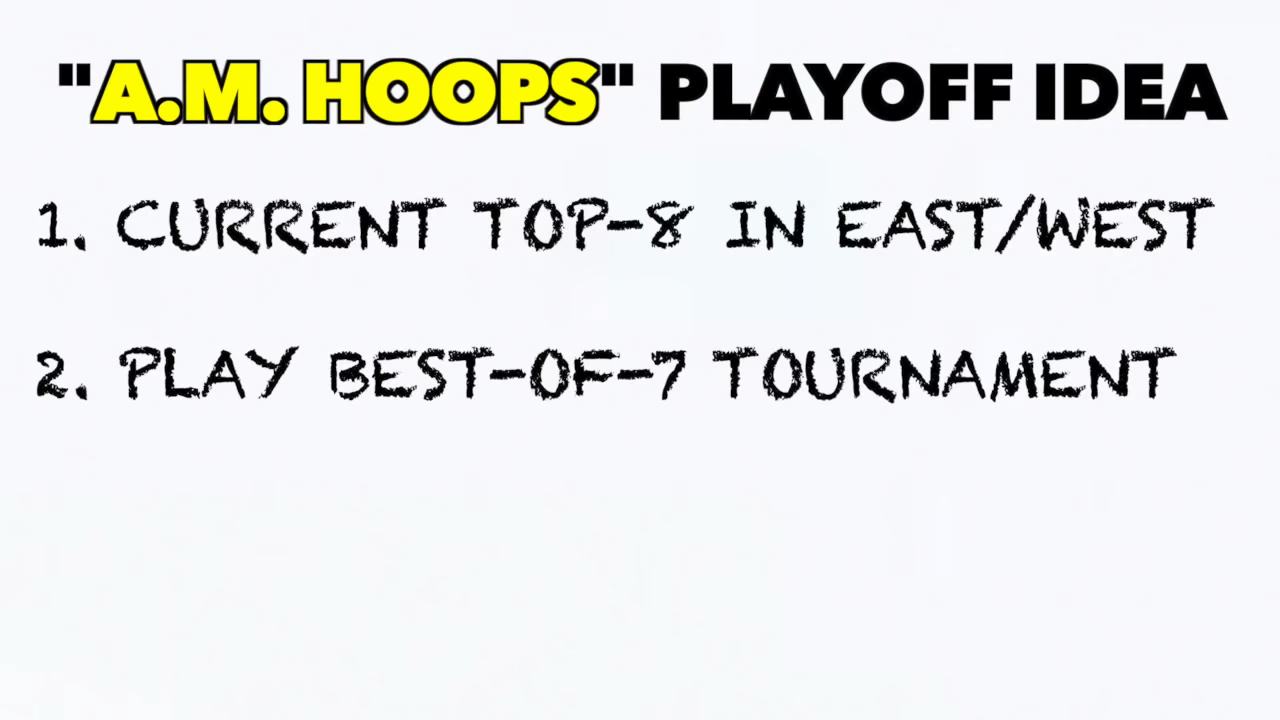 "A.M. HOOPS" PLAYOFF IDEA
1. CURRENT TOP-8 IN EAST/WEST
2. PLAY BEST-OF-7 TOURNAMENT